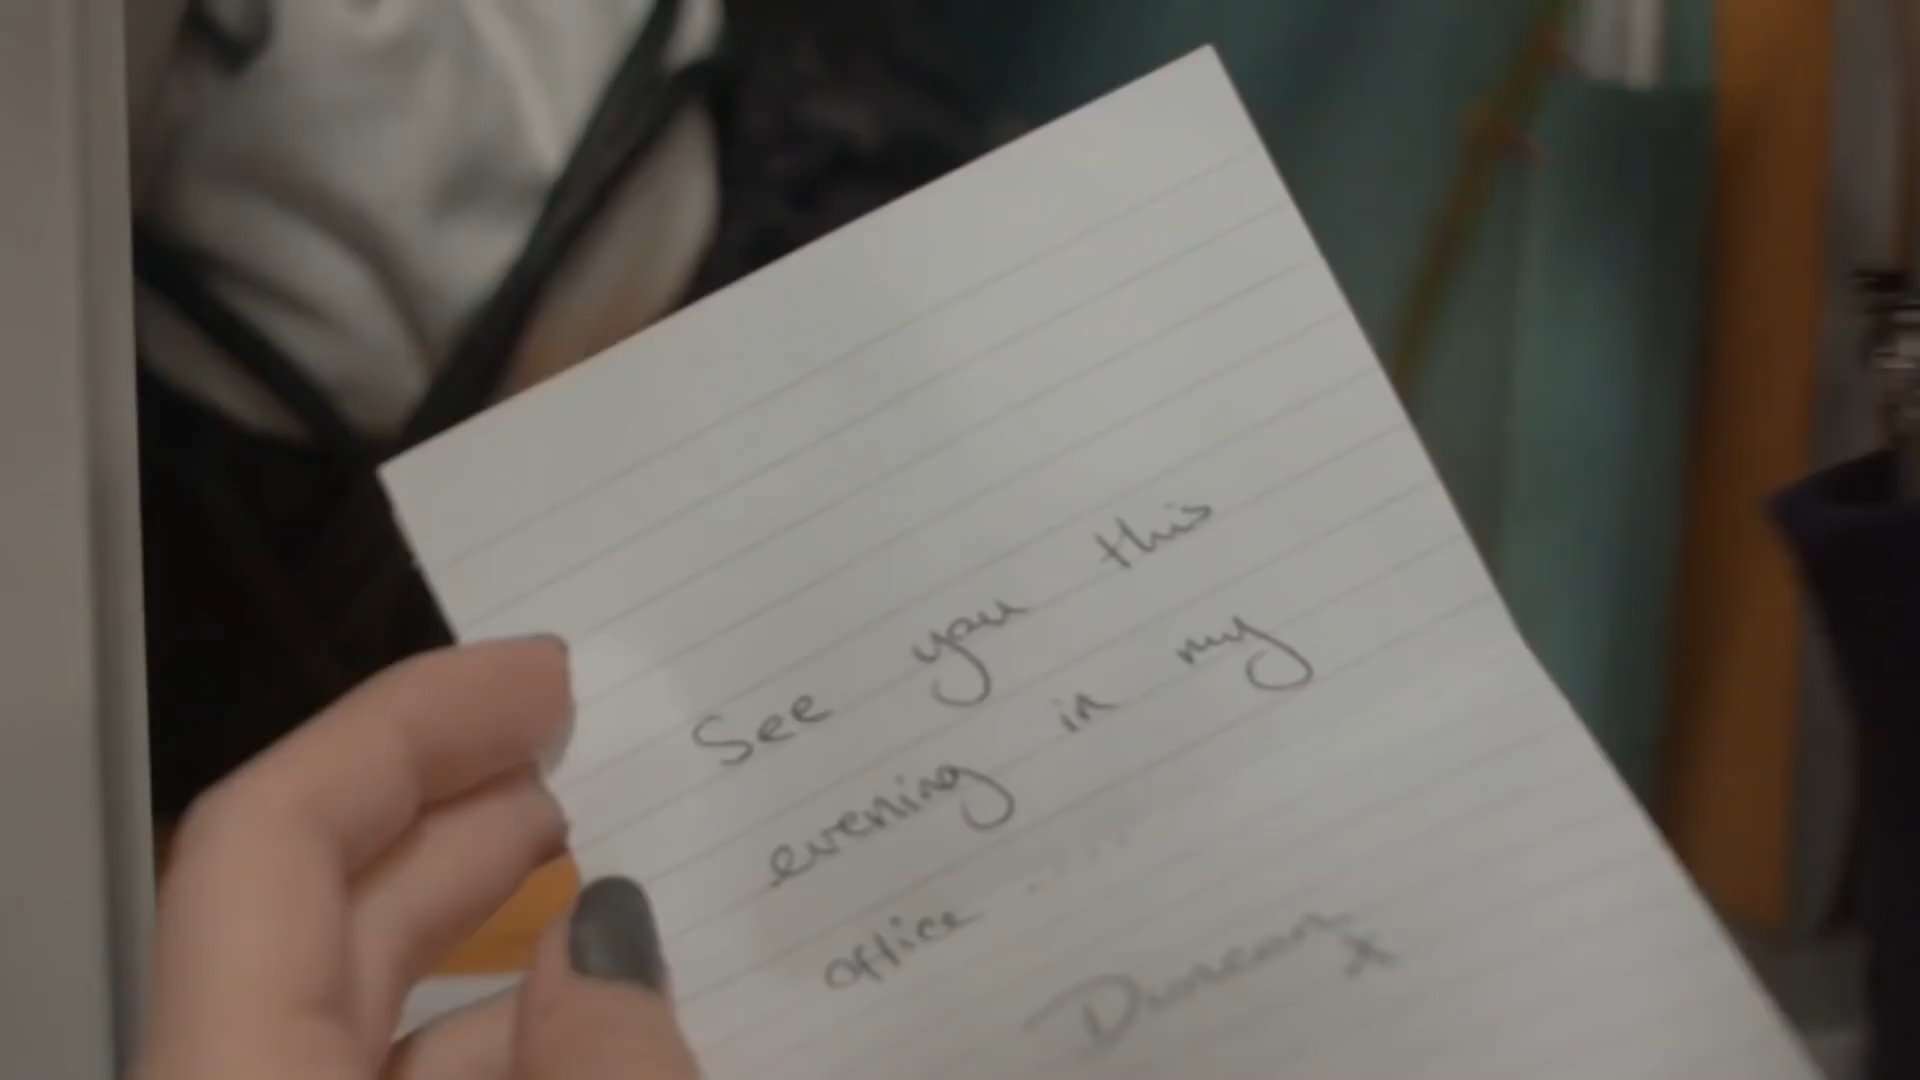 See you this
evening in my
office .....
Duncan
x